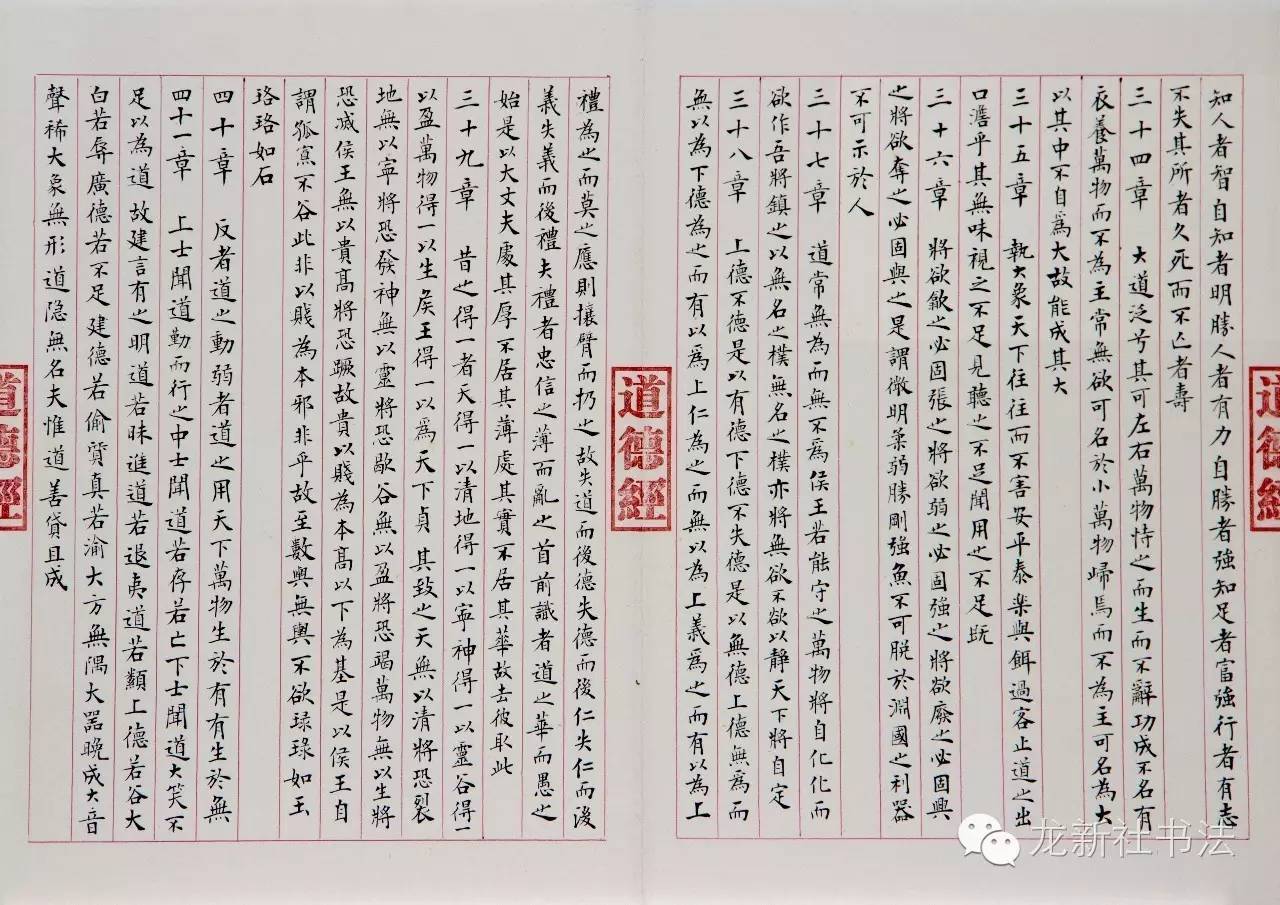 知人者智自知者明勝人者有力自勝者強知足者富強行者有志
不失其所者久死而不亡者壽
三十四章 大道泛兮其可左右萬物恃之而生而不辭功成不名有
衣養萬物而不為主常無欲可名於小萬物歸焉而不為主可名為大
以其中不自為大故能成其大
三十五章 執大象天下往往而不害安平泰樂與餌過客止道之出
口澹乎其無味視之不足見聽之不足聞用之不足既
三十六章 將欲歙之必固張之將欲弱之必固強之將欲廢之必固興
之將欲奪之必固與之是謂微明柔弱勝剛強魚不可脱於淵國之利器
不可示於人
三十七章 道常無為而無不為侯王若能守之萬物將自化化而
欲作吾將鎮之以無名之樸無名之樸亦將無欲不欲以靜天下將自定
三十八章 上德不德是以有德下德不失德是以無德上德無為而
無以為下德為之而有以為上仁為之而無以為上義為之而有以為上
禮為之而莫之應則攘臂而扔之故失道而後德失德而後仁失仁而後
義失義而後禮夫禮者忠信之薄而亂之首前識者道之華而愚之
始是以大丈夫處其厚不居其薄處其實不居其華故去彼取此
三十九章 昔之得一者天得一以清地得一以寧神得一以靈谷得一
以盈萬物得一以生侯王得一以為天下貞其致之天無以清將恐裂
地無以寧將恐發神無以靈將恐歇谷無以盈將恐竭萬物無以生將
恐滅侯王無以貴高將恐蹶故貴以賤為本高以下為基是以侯王自
謂孤寡不谷此非以賤為本邪非乎故至數輿無輿不欲琭琭如玉
珞珞如石
四十章 反者道之動弱者道之用天下萬物生於有有生於無
四十一章 上士聞道勤而行之中士聞道若存若亡下士聞道大笑不
足以為道故建言有之明道若昧進道若退夷道若纇上德若谷大
白若辱廣德若不足建德若偷質真若渝大方無隅大器晚成大音
聲稀大象無形道隐無名夫惟道善貸且成
道德經
道德經
道德經
龙新社书法